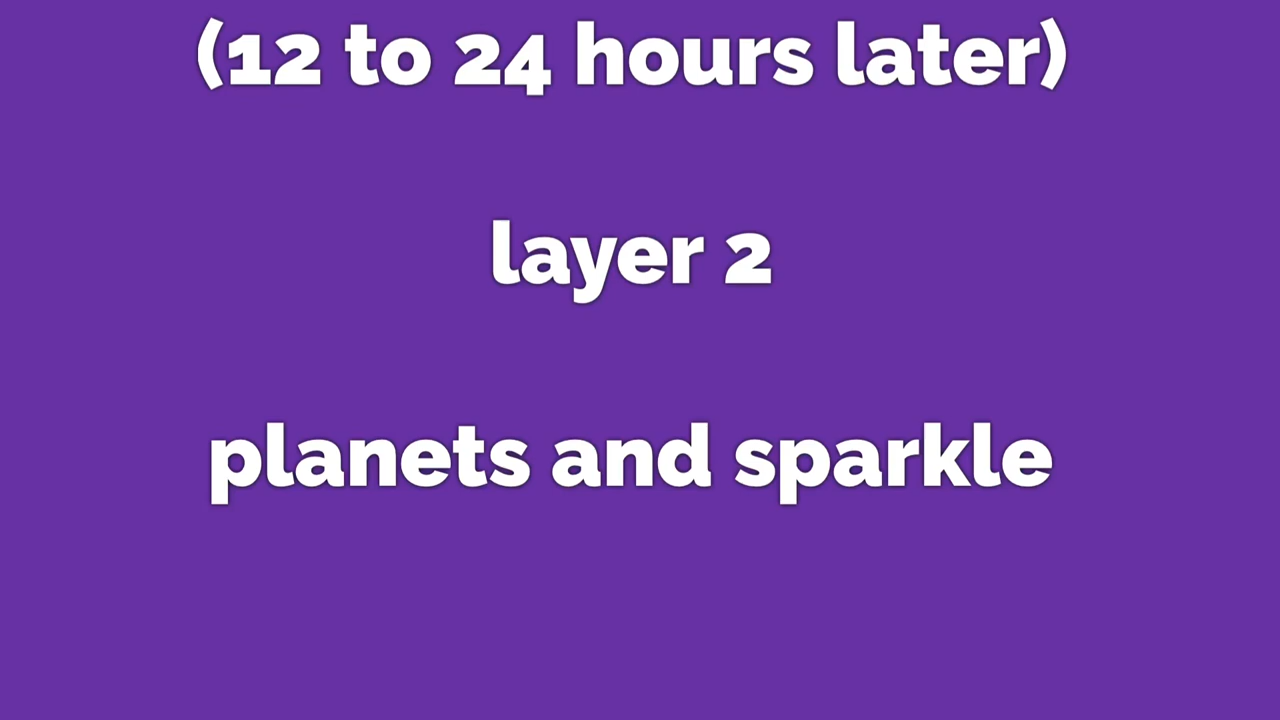 (12 to 24 hours later)
layer 2
planets and sparkle